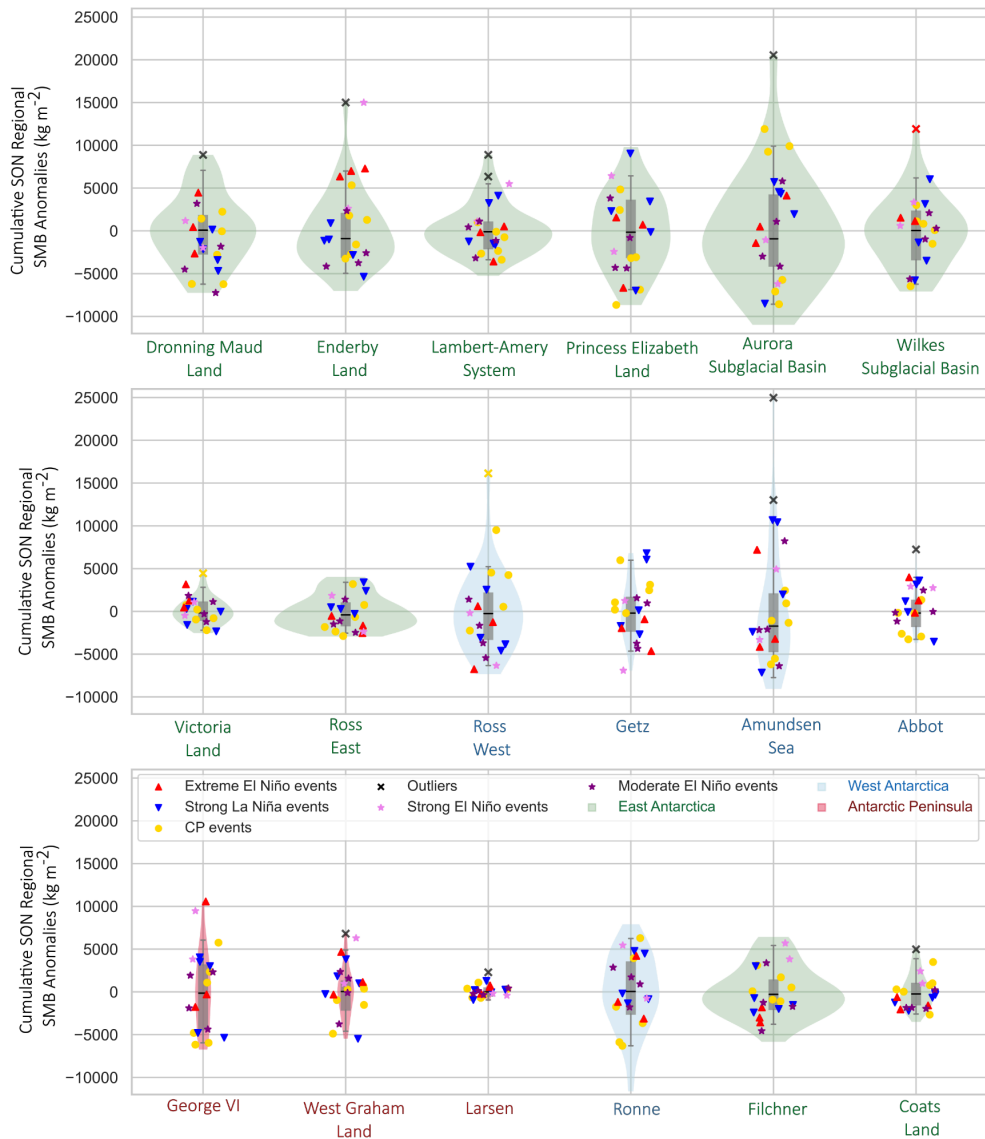 25000
20000
15000
10000
5000
0
−5000
−10000
Cumulative SON Regional
SMB Anomalies (kg m⁻²)
Dronning Maud
Land
Enderby
Land
Lambert-Amery
System
Princess Elizabeth
Land
Aurora
Subglacial Basin
Wilkes
Subglacial Basin
25000
20000
15000
10000
5000
0
−5000
−10000
Cumulative SON Regional
SMB Anomalies (kg m⁻²)
Victoria
Land
Ross
East
Ross
West
Getz
Amundsen
Sea
Abbot
25000
20000
15000
10000
5000
0
−5000
−10000
Cumulative SON Regional
SMB Anomalies (kg m⁻²)
Extreme El Niño events
Strong La Niña events
CP events
Outliers
Strong El Niño events
Moderate El Niño events
East Antarctica
West Antarctica
Antarctic Peninsula
George VI
West Graham
Land
Larsen
Ronne
Filchner
Coats
Land